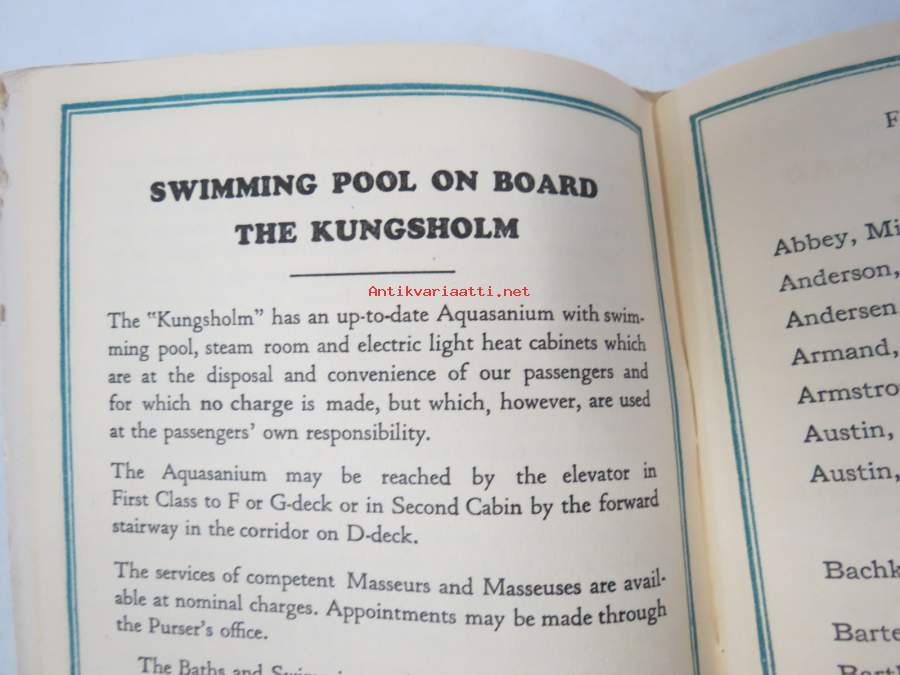 SWIMMING POOL ON BOARD
THE KUNGSHOLM
Antikvariaatti.net
The "Kungsholm" has an up-to-date Aquasanium with swim-
ming pool, steam room and electric light heat cabinets which
are at the disposal and convenience of our passengers and
for which no charge is made, but which, however, are used
at the passengers' own responsibility.
The Aquasanium may be reached by the elevator in
First Class to F or G-deck or in Second Cabin by the forward
stairway in the corridor on D-deck.
The services of competent Masseurs and Masseuses are avail-
able at nominal charges. Appointments may be made through
the Purser's office.
The Baths and
Abbey,
Anderson,
Andersen
Armand,
Austin,
Austin,